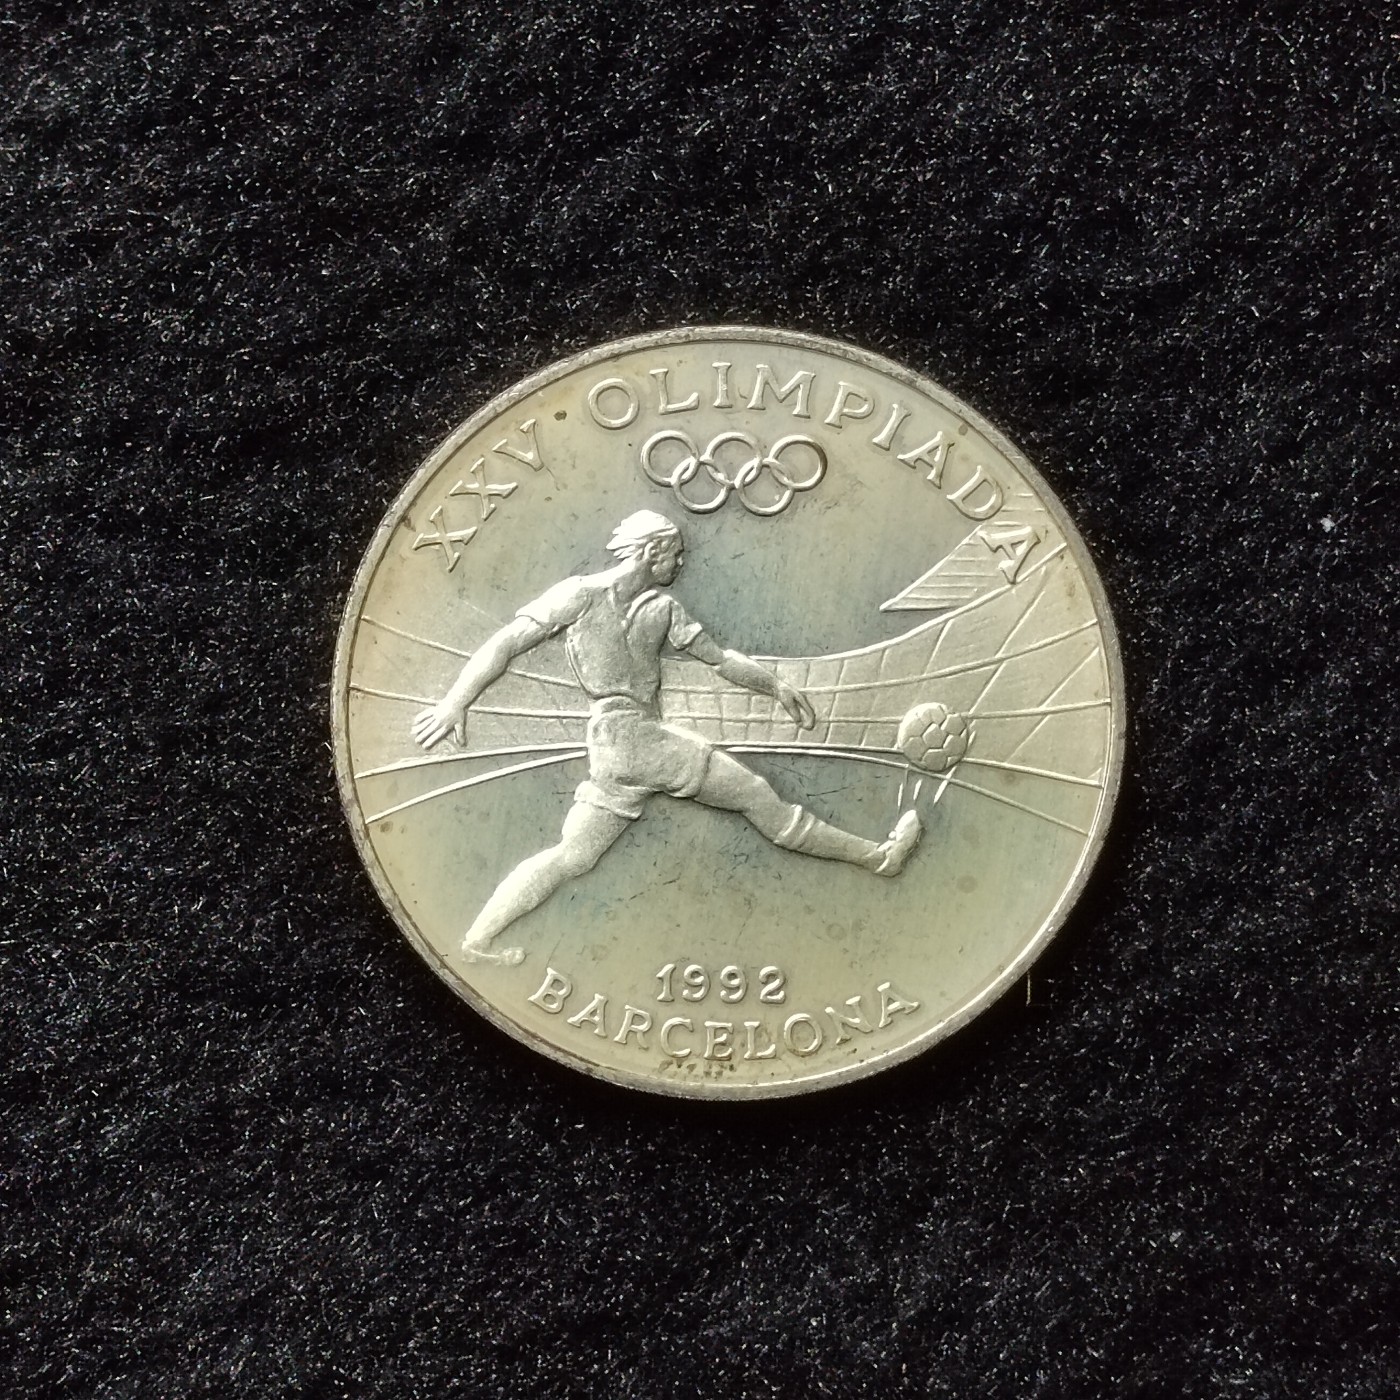 XXV OLIMPIADA
1992
BARCELONA